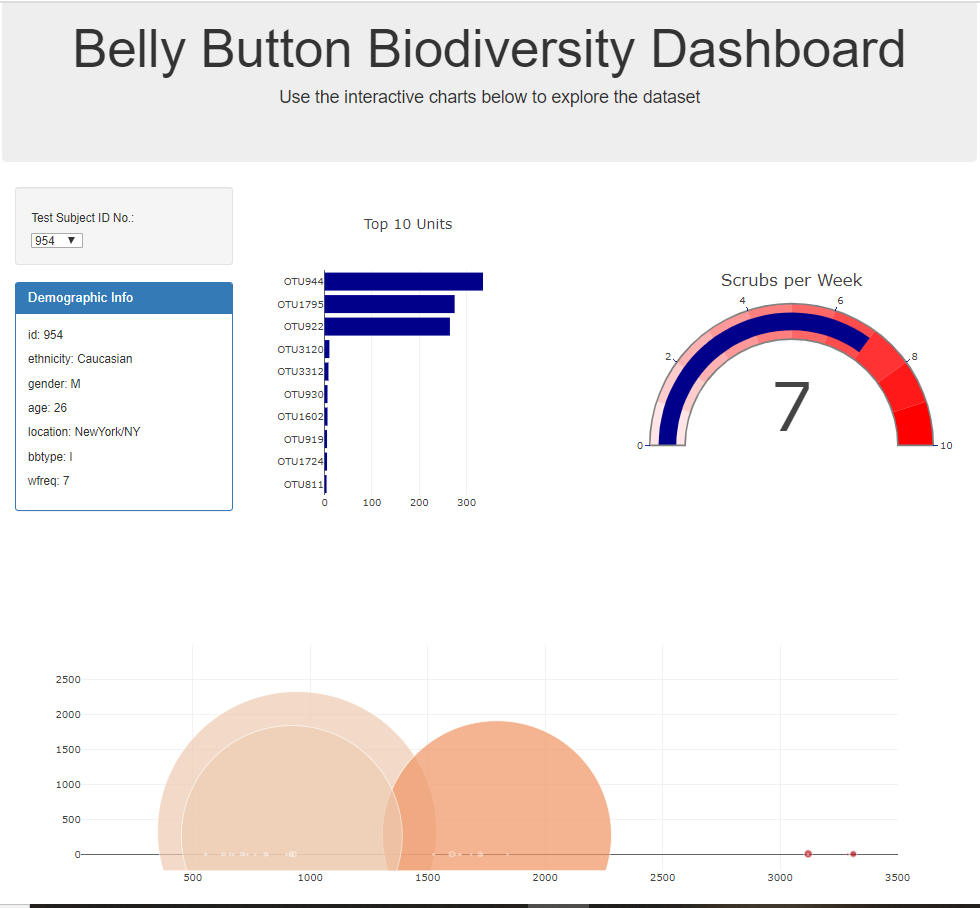 Belly Button Biodiversity Dashboard
Use the interactive charts below to explore the dataset
Test Subject ID No.:
954 ▼
Demographic Info
id: 954
ethnicity: Caucasian
gender: M
age: 26
location: NewYork/NY
bbtype: I
wfreq: 7
Top 10 Units
OTU944
OTU1795
OTU922
OTU3120
OTU3312
OTU930
OTU1602
OTU919
OTU1724
OTU811
0 100 200 300
Scrubs per Week
4 6
2 8
7
0 10
2500
2000
1500
1000
500
0
500 1000 1500 2000 2500 3000 3500